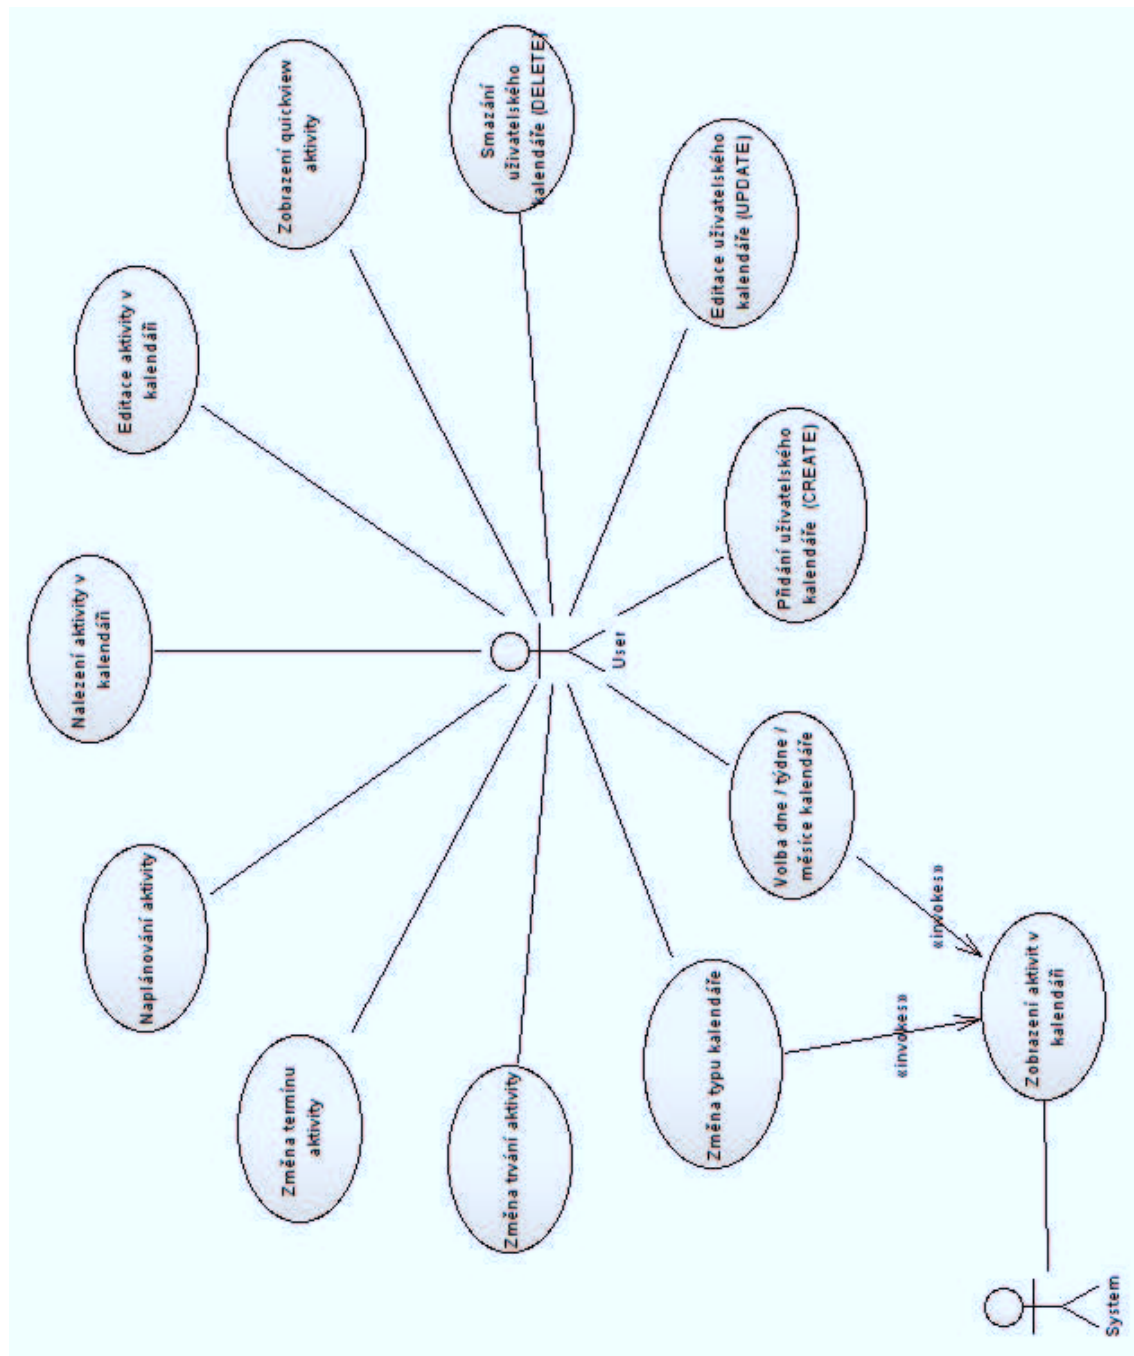 Naplánování aktivity
Nalezení aktivity v
kalendáři
Editace aktivity v
kalendáři
Změna termínu
aktivity
Zobrazení quickview
aktivity
Změna trvání aktivity
Smazání
uživatelského
kalendáře (DELETE)
User
Změna typu kalendáře
Volba dne / týdne /
měsíce kalendáře
Přidání uživatelského
kalendáře (CREATE)
Editace uživatelského
kalendáře (UPDATE)
«invokes»
«invokes»
Zobrazení aktivit v
kalendáři
System